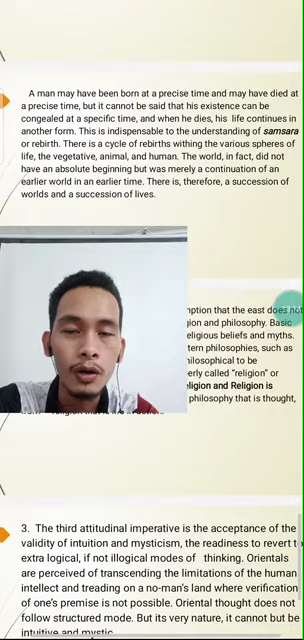 A man may have been born at a precise time and may have died at
a precise time, but it cannot be said that his existence can be
congealed at a specific time, and when he dies, his life continues in
another form. This is indispensable to the understanding of samsara
or rebirth. There is a cycle of rebirths withing the various spheres of
life, the vegetative, animal, and human. The world, in fact, did not
have an absolute beginning but was merely a continuation of an
earlier world in an earlier time. There is, therefore, a succession of
worlds and a succession of lives.
mption that the east does not
gion and philosophy. Basic
eligious beliefs and myths.
tern philosophies, such as
hilosophical to be
erly called "religion" or
eligion and Religion is
philosophy that is thought,
3. The third attitudinal imperative is the acceptance of the
validity of intuition and mysticism, the readiness to revert to
extra logical, if not illogical modes of thinking. Orientals
are perceived of transcending the limitations of the human
intellect and treading on a no-man's land where verification
of one's premise is not possible. Oriental thought does not
follow structured mode. But its very nature, it cannot but be
intuitive and mystic